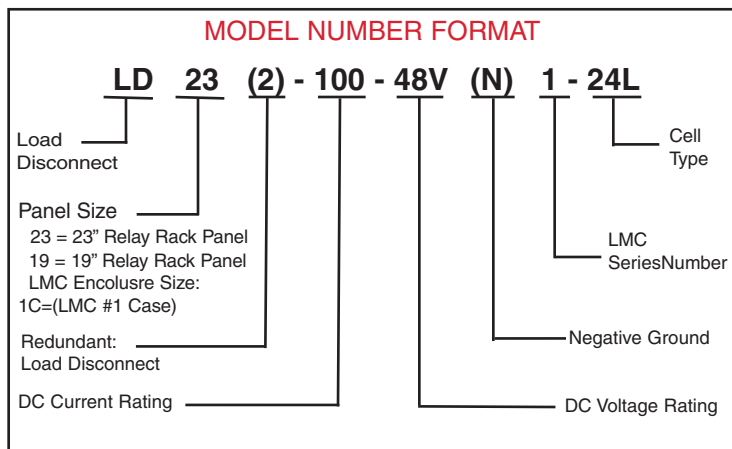 MODEL NUMBER FORMAT
LD 23 (2) - 100 - 48V (N) 1 - 24L
Load
Disconnect
Cell
Type
Panel Size
23 = 23" Relay Rack Panel
19 = 19" Relay Rack Panel
LMC Encolusre Size:
1C=(LMC #1 Case)
LMC
SeriesNumber
Redundant:
Load Disconnect
Negative Ground
DC Current Rating
DC Voltage Rating